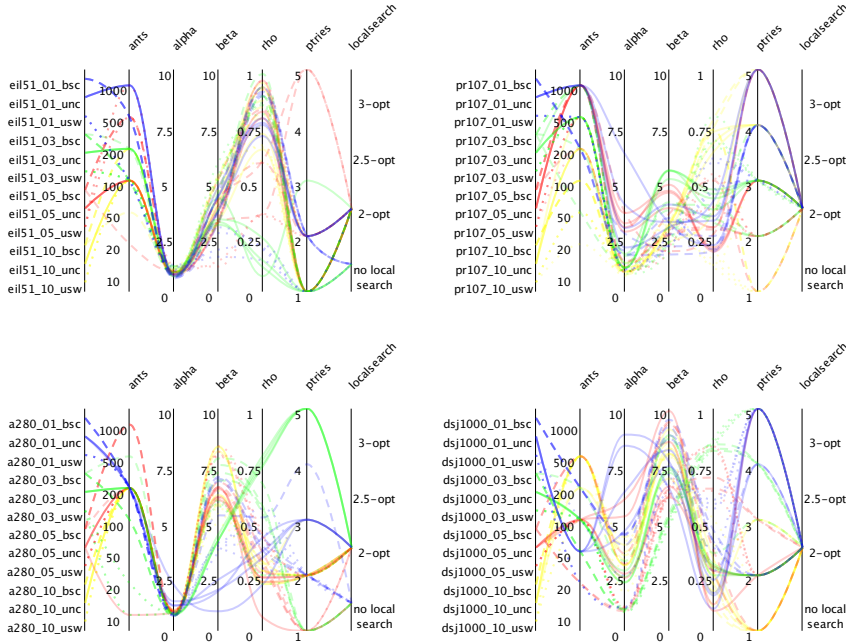 ants
alpha
beta
rho
ptries
localsearch
eil51_01_bsc
eil51_01_unc
eil51_01_usw
eil51_03_bsc
eil51_03_unc
eil51_03_usw
eil51_05_bsc
eil51_05_unc
eil51_05_usw
eil51_10_bsc
eil51_10_unc
eil51_10_usw
1000
500
200
100
50
20
10
10
7.5
5
2.5
0
10
7.5
5
2.5
0
1
0.75
0.5
0.25
0
5
4
3
2
1
3-opt
2.5-opt
2-opt
no local
search
ants
alpha
beta
rho
ptries
localsearch
pr107_01_bsc
pr107_01_unc
pr107_01_usw
pr107_03_bsc
pr107_03_unc
pr107_03_usw
pr107_05_bsc
pr107_05_unc
pr107_05_usw
pr107_10_bsc
pr107_10_unc
pr107_10_usw
1000
500
200
100
50
20
10
10
7.5
5
2.5
0
10
7.5
5
2.5
0
1
0.75
0.5
0.25
0
5
4
3
2
1
3-opt
2.5-opt
2-opt
no local
search
ants
alpha
beta
rho
ptries
localsearch
a280_01_bsc
a280_01_unc
a280_01_usw
a280_03_bsc
a280_03_unc
a280_03_usw
a280_05_bsc
a280_05_unc
a280_05_usw
a280_10_bsc
a280_10_unc
a280_10_usw
1000
500
200
100
50
20
10
10
7.5
5
2.5
0
10
7.5
5
2.5
0
1
0.75
0.5
0.25
0
5
4
3
2
1
3-opt
2.5-opt
2-opt
no local
search
ants
alpha
beta
rho
ptries
localsearch
dsj1000_01_bsc
dsj1000_01_unc
dsj1000_01_usw
dsj1000_03_bsc
dsj1000_03_unc
dsj1000_03_usw
dsj1000_05_bsc
dsj1000_05_unc
dsj1000_05_usw
dsj1000_10_bsc
dsj1000_10_unc
dsj1000_10_usw
1000
500
200
100
50
20
10
10
7.5
5
2.5
0
10
7.5
5
2.5
0
1
0.75
0.5
0.25
0
5
4
3
2
1
3-opt
2.5-opt
2-opt
no local
search